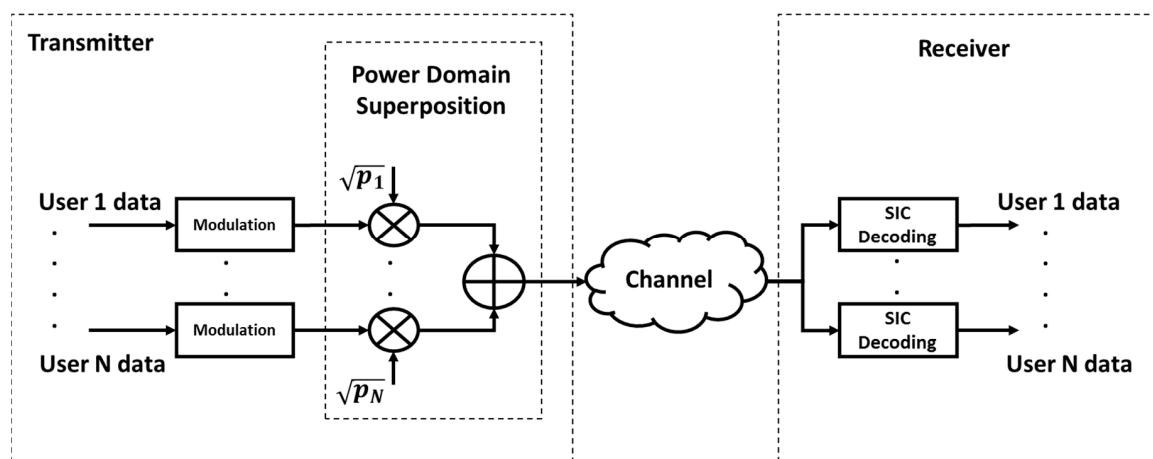 Transmitter
Receiver
Power Domain
Superposition
√p₁
User 1 data
Modulation
SIC
Decoding
User 1 data
Channel
Modulation
SIC
Decoding
User N data
√p_N
User N data